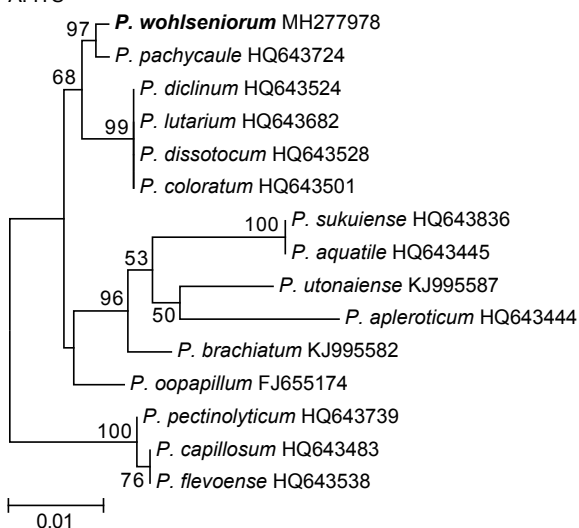 97 P. wohlseniorum MH277978
P. pachycaule HQ643724
68
P. diclinum HQ643524
99 P. lutarium HQ643682
P. dissotocum HQ643528
P. coloratum HQ643501
100 P. sukuiense HQ643836
P. aquatile HQ643445
53
P. utonaiense KJ995587
96
50
P. apleroticum HQ643444
P. brachiatum KJ995582
P. oopapillum FJ655174
P. pectinolyticum HQ643739
100
P. capillosum HQ643483
76 P. flevoense HQ643538
0.01